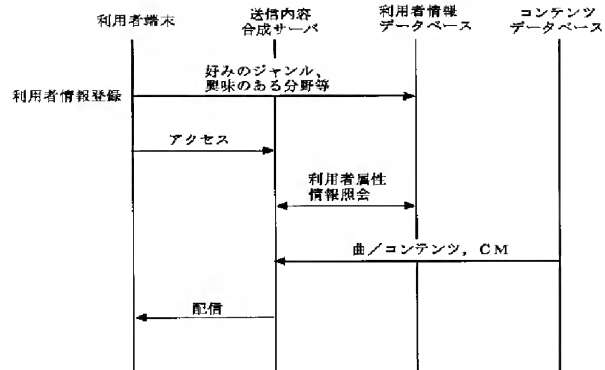 利用者端末
送信内容
合成サーバ
利用者情報
データベース
コンテンツ
データベース
好みのジャンル、
興味のある分野等
利用者情報登録
アクセス
利用者属性
情報照会
曲／コンテンツ，CM
配信